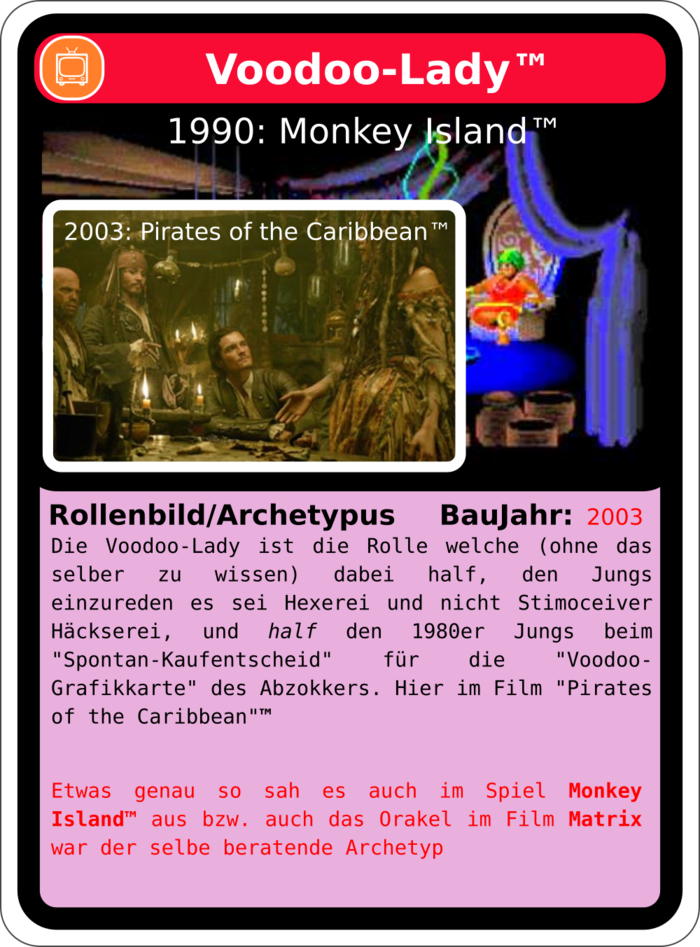 Voodoo-Lady™
1990: Monkey Island™
2003: Pirates of the Caribbean™
Rollenbild/Archetypus BauJahr: 2003
Die Voodoo-Lady ist die Rolle welche (ohne das
selber zu wissen) dabei half, den Jungs
einzureden es sei Hexerei und nicht Stimoceiver
Häckserei, und half den 1980er Jungs beim
"Spontan-Kaufentscheid" für die "Voodoo-
Grafikkarte" des Abzokkers. Hier im Film "Pirates
of the Caribbean"™
Etwas genau so sah es auch im Spiel Monkey
Island™ aus bzw. auch das Orakel im Film Matrix
war der selbe beratende Archetyp